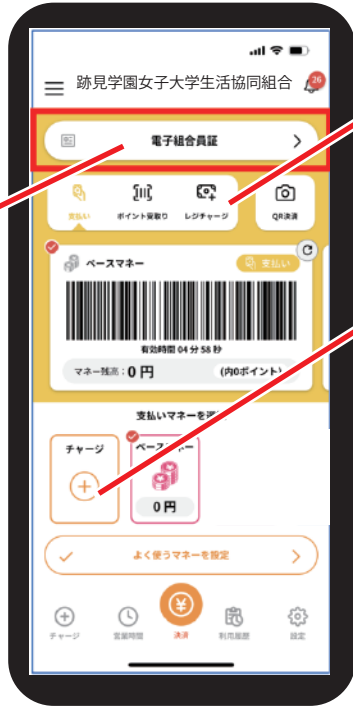 跡見学園女子大学生活協同組合
26
電子組合員証
支払い ポイント受取り レジチャージ QR決済
ベースマネー 支払い
有効時間 04 分 58 秒
マネー残高：0 円 (内0ポイント)
支払いマネーを
チャージ
0 円
よく使うマネーを設定
チャージ 営業時間 決済 利用履歴 設定